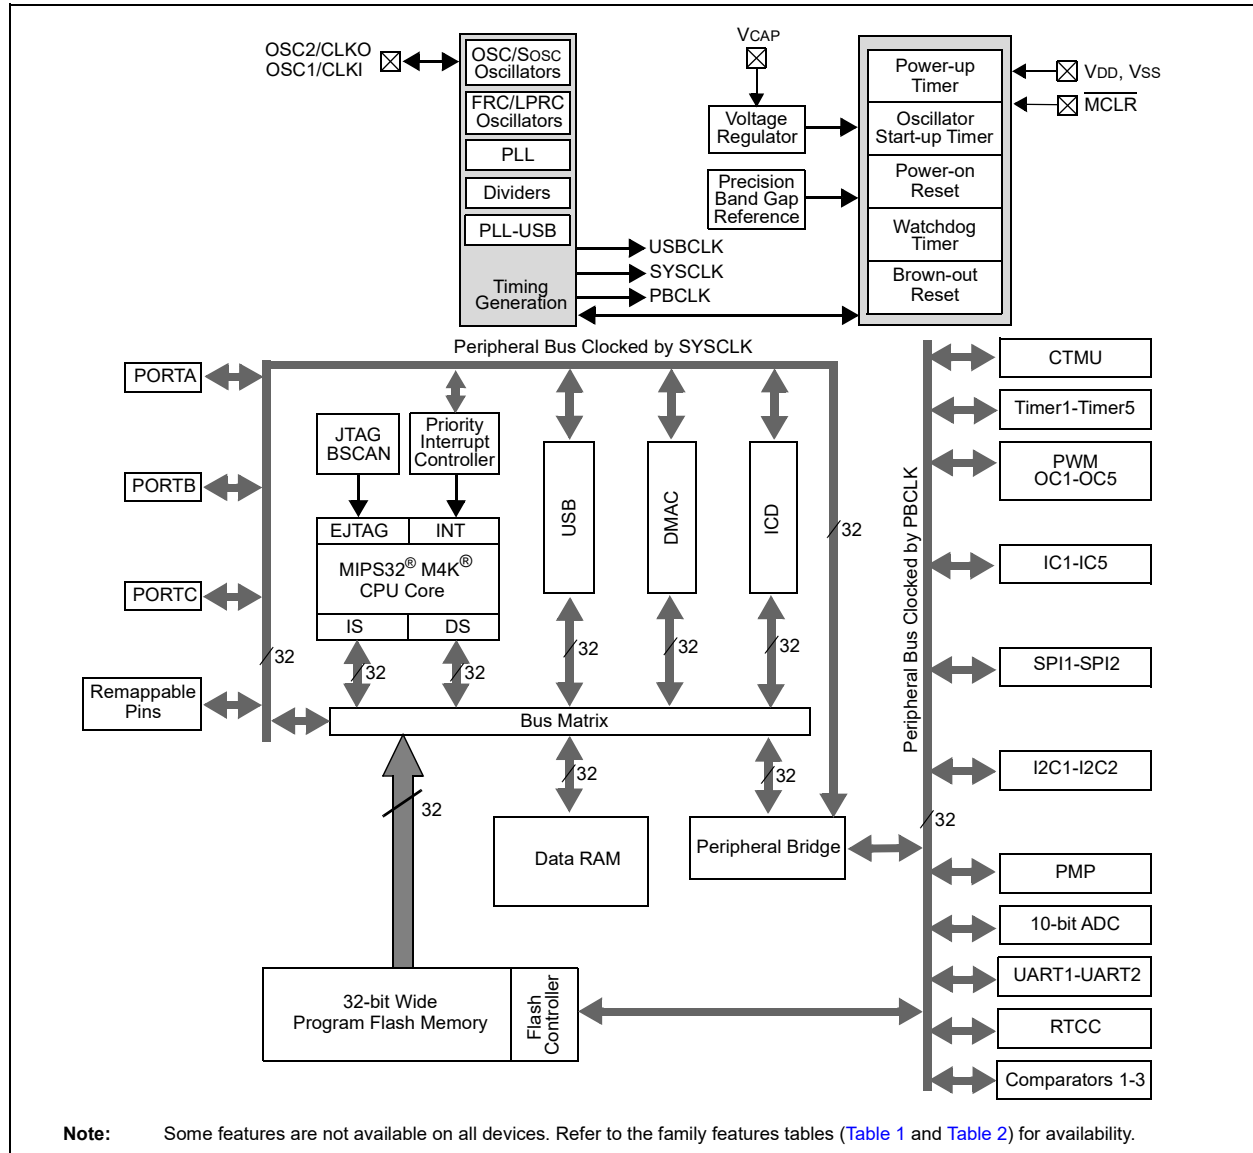 OSC2/CLKO
OSC1/CLKI
OSC/SOSC
Oscillators
FRC/LPRC
Oscillators
PLL
Dividers
PLL-USB
Timing
Generation
USBCLK
SYSCLK
PBCLK
VCAP
Voltage
Regulator
Precision
Band Gap
Reference
Power-up
Timer
Oscillator
Start-up Timer
Power-on
Reset
Watchdog
Timer
Brown-out
Reset
VDD, VSS
MCLR
Peripheral Bus Clocked by SYSCLK
PORTA
PORTB
PORTC
Remappable
Pins
32
JTAG
BSCAN
Priority
Interrupt
Controller
EJTAG
INT
MIPS32® M4K®
CPU Core
IS
DS
32
32
USB
32
DMAC
32
ICD
32
32
Bus Matrix
32
32
32
Data RAM
Peripheral Bridge
32-bit Wide
Program Flash Memory
Flash
Controller
Peripheral Bus Clocked by PBCLK
32
CTMU
Timer1-Timer5
PWM
OC1-OC5
IC1-IC5
SPI1-SPI2
I2C1-I2C2
PMP
10-bit ADC
UART1-UART2
RTCC
Comparators 1-3
Note: Some features are not available on all devices. Refer to the family features tables (Table 1 and Table 2) for availability.